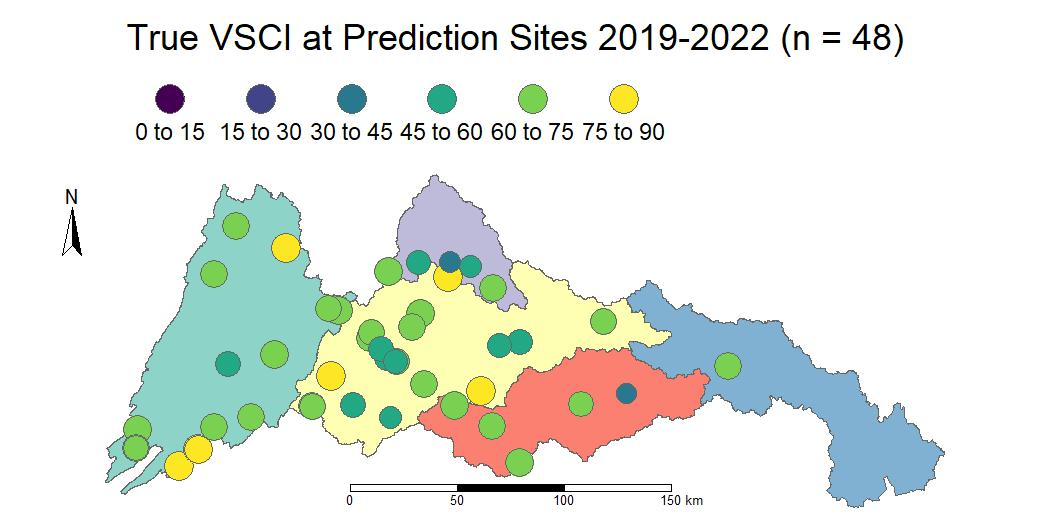 True VSCI at Prediction Sites 2019-2022 (n = 48)
0 to 15 15 to 30 30 to 45 45 to 60 60 to 75 75 to 90
N
0 50 100 150 km